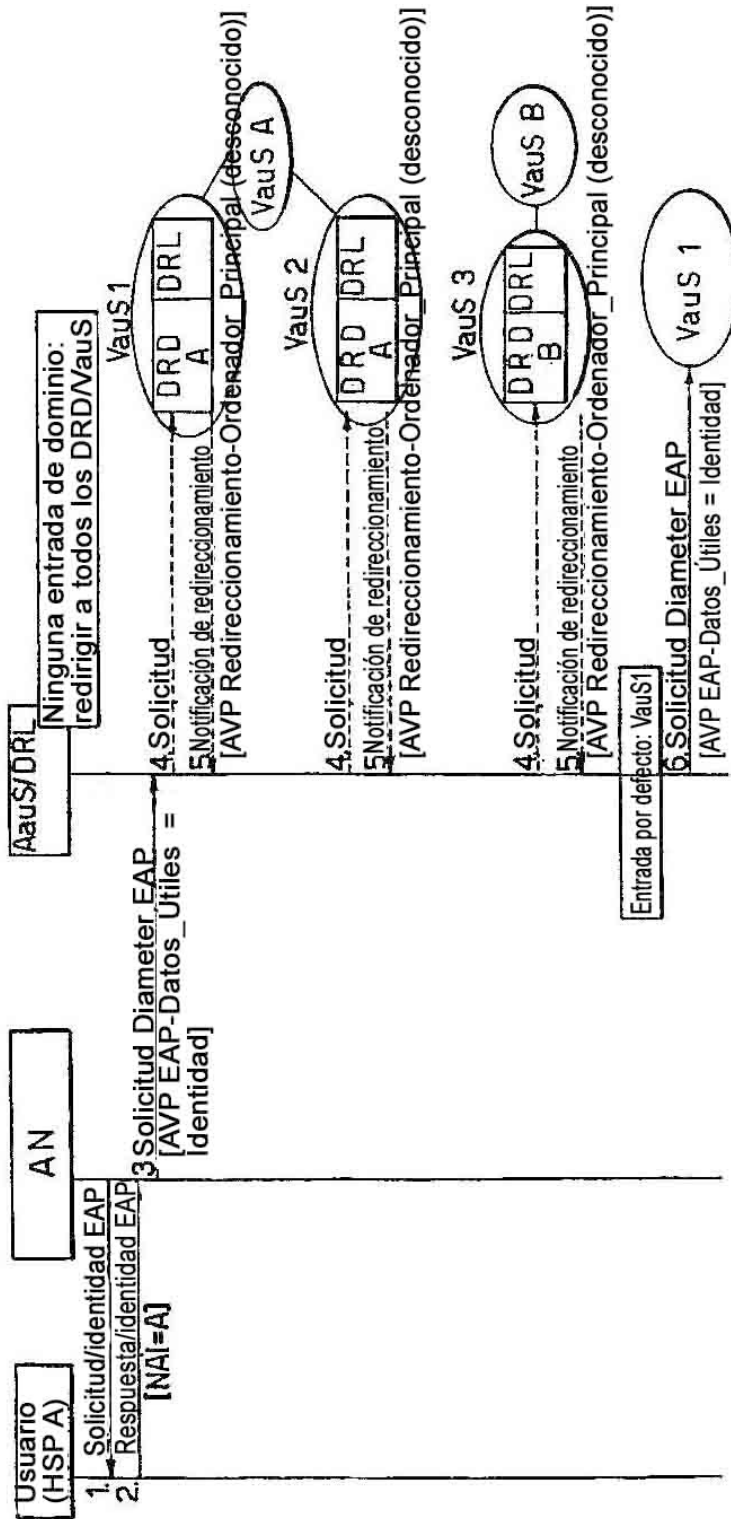 Usuario
(HSP A)
AN
AauS/DRL
Ninguna entrada de dominio:
redirigir a todos los DRD/VauS
1. Solicitud/identidad EAP
2. Respuesta/identidad EAP
[NAI=A]
3 Solicitud Diameter EAP
[AVP EAP-Datos_Útiles =
Identidad]
VauS 1
DRD
A
DRL
VauS A
4.Solicitud
5.Notificación de redireccionamiento
[AVP Redireccionamiento-Ordenador_Principal (desconocido)]
VauS 2
DRD
A
DRL
4.Solicitud
5.Notificación de redireccionamiento
[AVP Redireccionamiento-Ordenador_Principal (desconocido)]
VauS 3
DRD
B
DRL
VauS B
4.Solicitud
5.Notificación de redireccionamiento
[AVP Redireccionamiento-Ordenador_Principal (desconocido)]
Entrada por defecto: VauS1
6.Solicitud Diameter EAP
[AVP EAP-Datos_Útiles = Identidad]
VauS 1